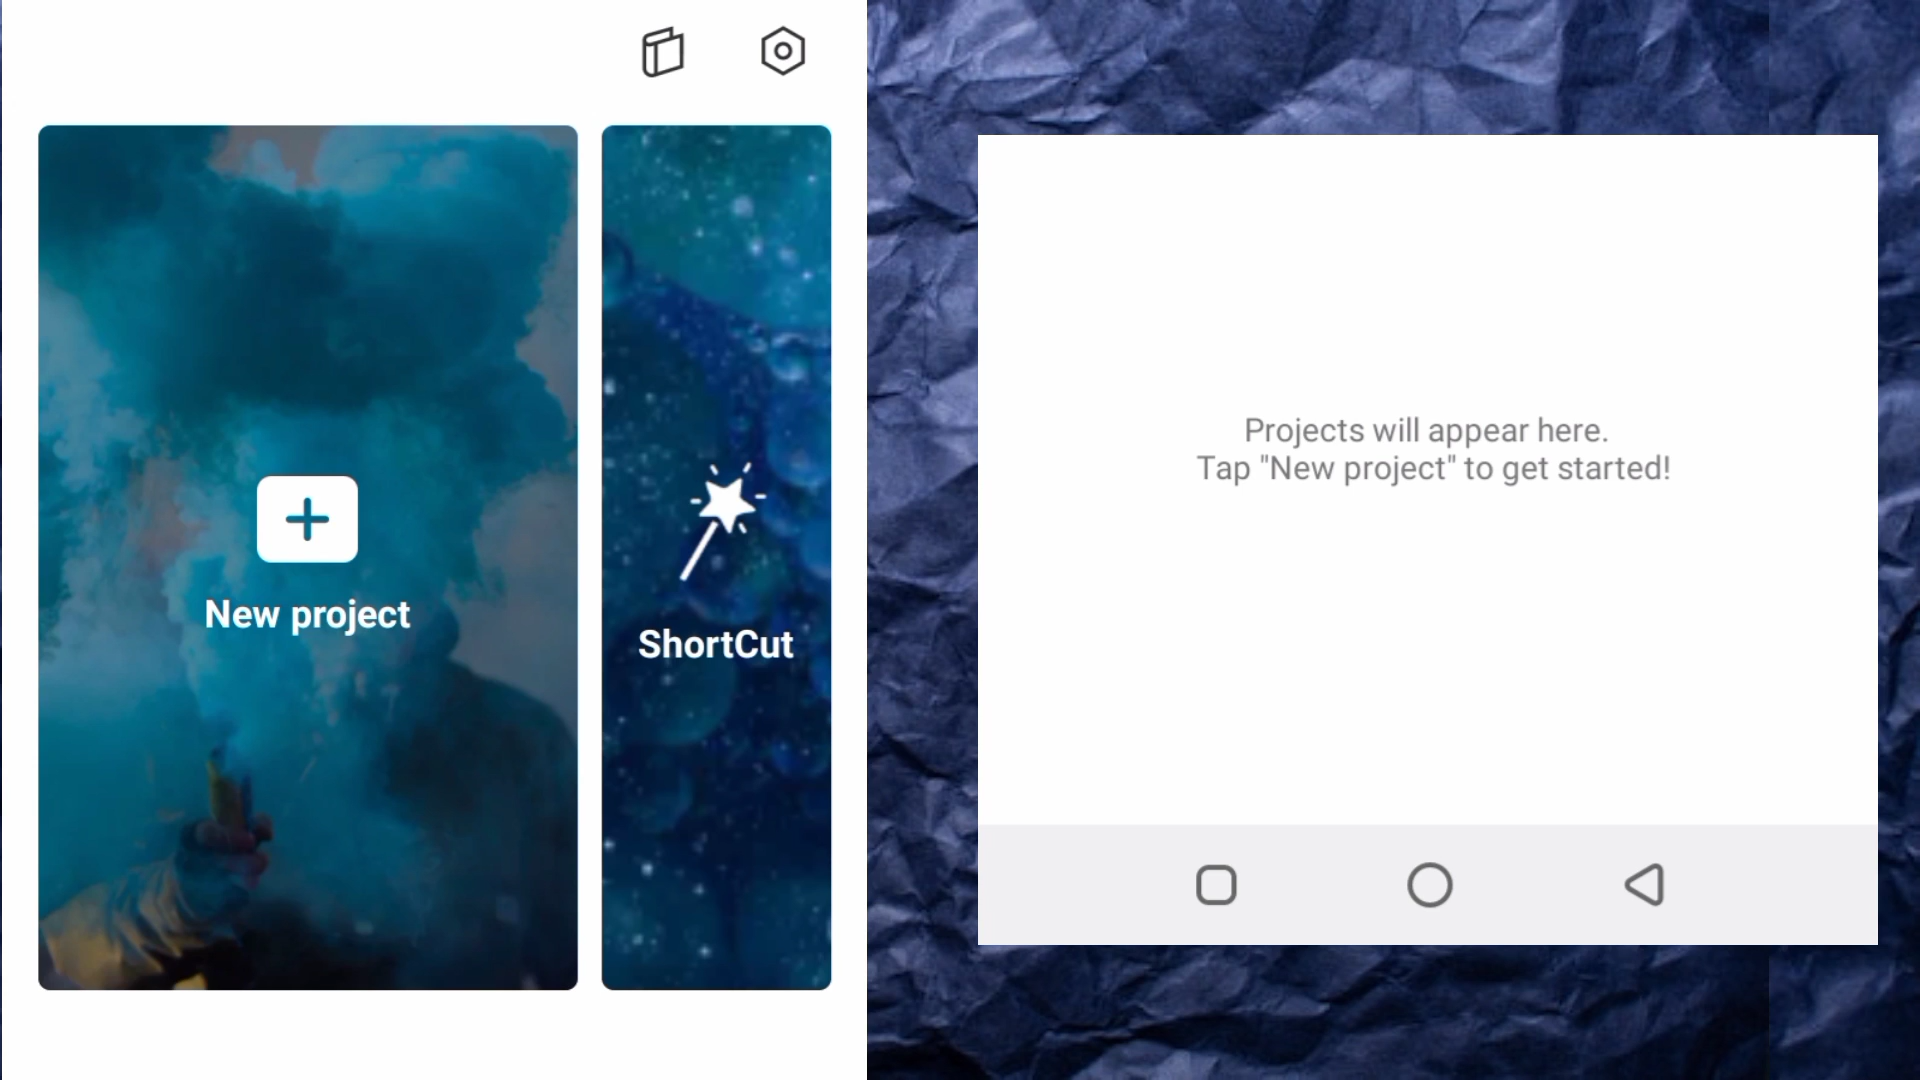 New project
ShortCut
Projects will appear here.
Tap "New project" to get started!